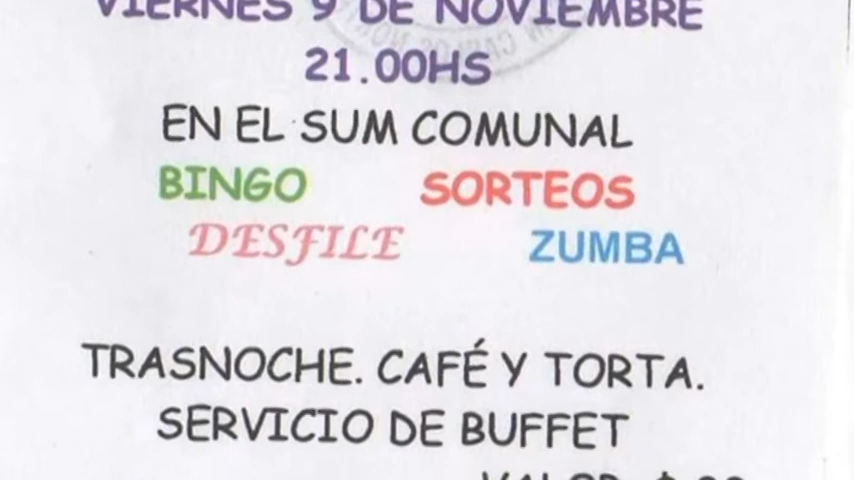 VIERNES 9 DE NOVIEMBRE
21.00HS
EN EL SUM COMUNAL
BINGO SORTEOS
DESFILE ZUMBA
TRASNOCHE. CAFÉ Y TORTA.
SERVICIO DE BUFFET